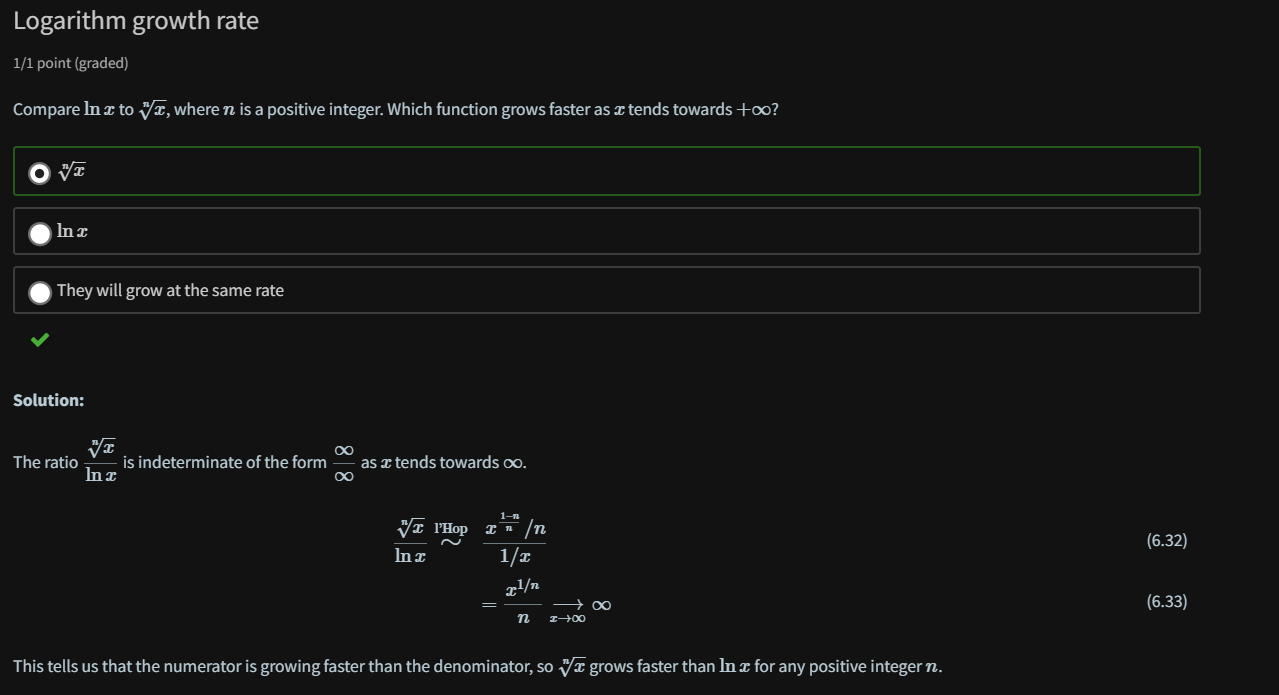 Logarithm growth rate
1/1 point (graded)
Compare ln x to ⁿ√x, where n is a positive integer. Which function grows faster as x tends towards +∞?
ⁿ√x
ln x
They will grow at the same rate
Solution:
The ratio ⁿ√x / ln x is indeterminate of the form ∞/∞ as x tends towards ∞.
ⁿ√x / ln x l'Hop ~ (x^((1−n)/n) /n) / (1/x) (6.32)
= x^(1/n) / n ⟶ x→∞ ∞ (6.33)
This tells us that the numerator is growing faster than the denominator, so ⁿ√x grows faster than ln x for any positive integer n.